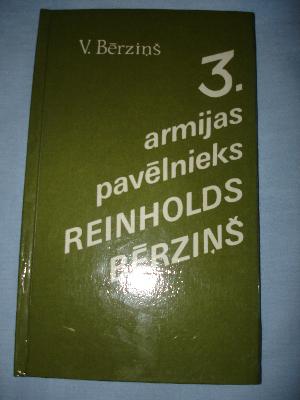 V. Bērziņš
3.
armijas
pavēlnieks
REINHOLDS
BĒRZIŅŠ